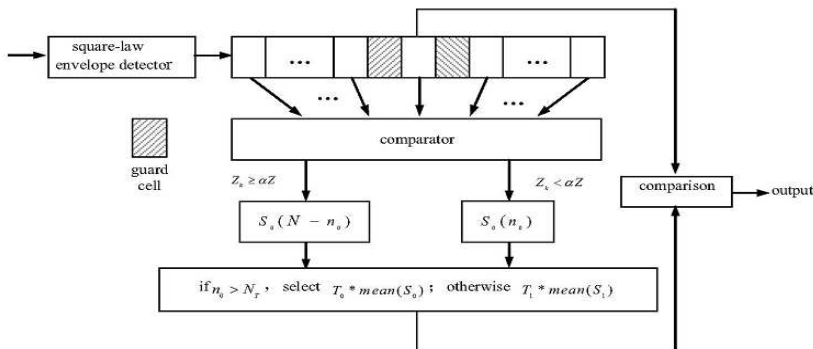 square-law
envelope detector
...
...
...
...
comparator
guard
cell
Z_k ≥ αZ
Z_k < αZ
comparison
output
S_0 (N − n_0)
S_0 (n_0)
if n_0 > N_T, select T_0 * mean(S_0); otherwise T_1 * mean(S_1)